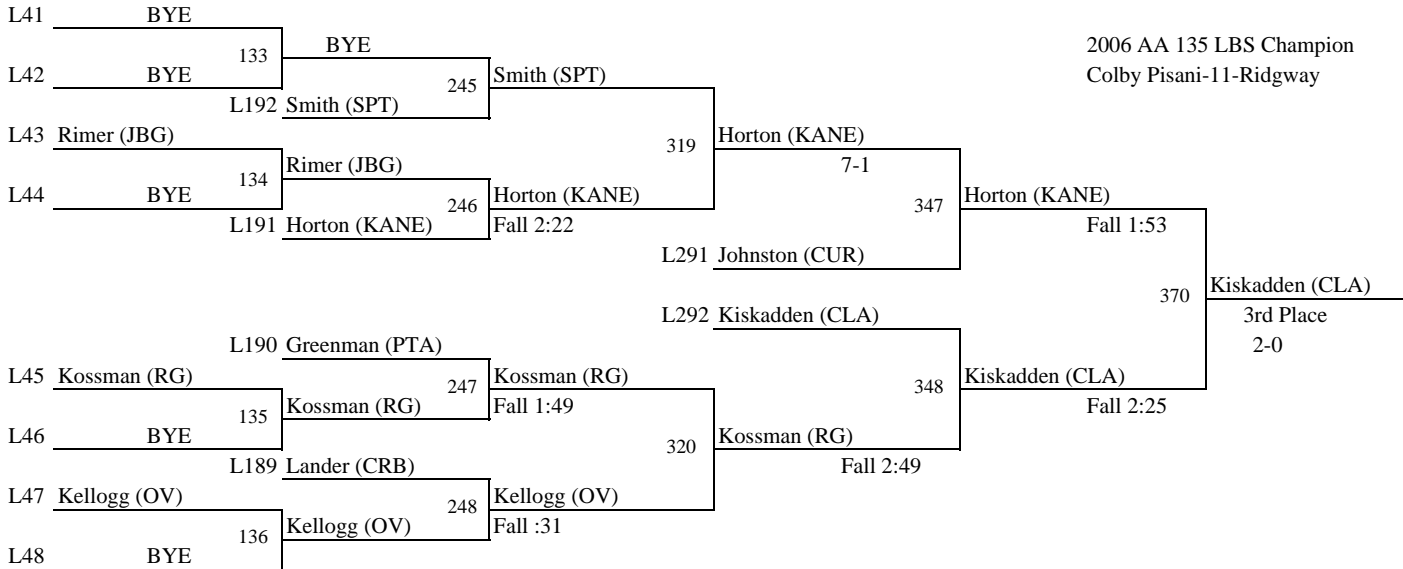 L41 BYE
133 BYE
2006 AA 135 LBS Champion
L42 BYE
245 Smith (SPT)
Colby Pisani-11-Ridgway
L192 Smith (SPT)
L43 Rimer (JBG)
319 Horton (KANE)
134 Rimer (JBG)
7-1
L44 BYE
246 Horton (KANE)
347 Horton (KANE)
L191 Horton (KANE)
Fall 2:22
Fall 1:53
L291 Johnston (CUR)
370 Kiskadden (CLA)
L292 Kiskadden (CLA)
3rd Place
L190 Greenman (PTA)
2-0
L45 Kossman (RG)
247 Kossman (RG)
348 Kiskadden (CLA)
135 Kossman (RG)
Fall 1:49
Fall 2:25
L46 BYE
320 Kossman (RG)
L189 Lander (CRB)
Fall 2:49
L47 Kellogg (OV)
248 Kellogg (OV)
136 Kellogg (OV)
Fall :31
L48 BYE